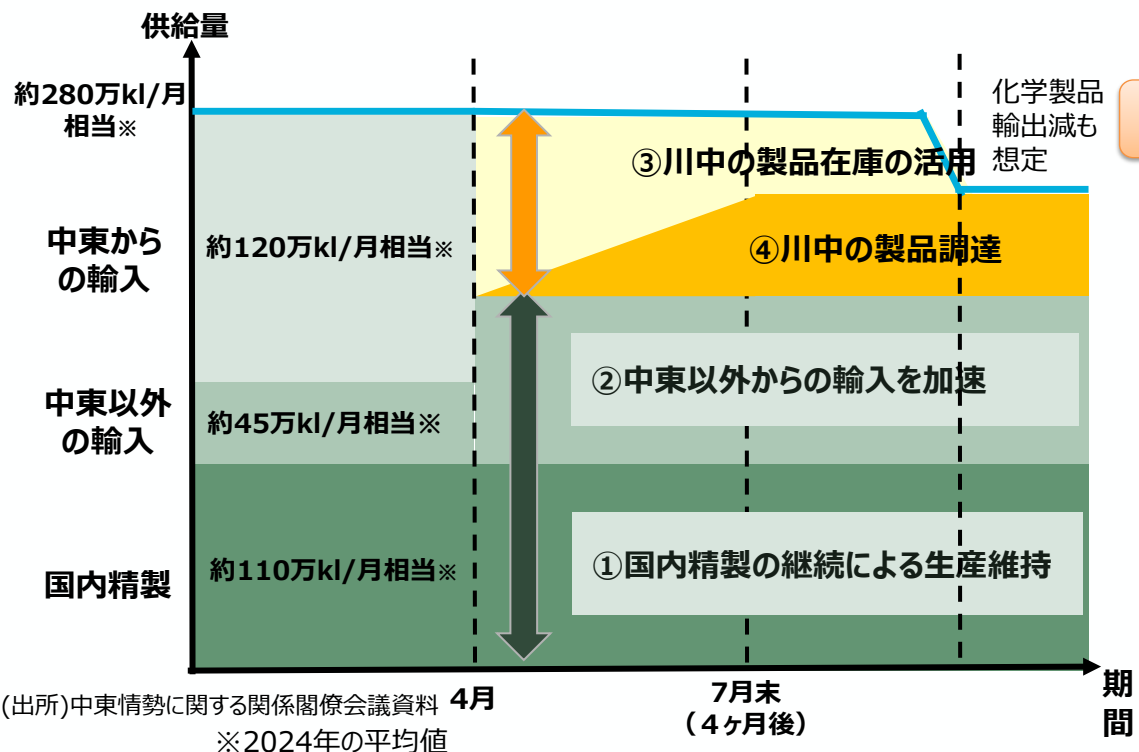 供給量
約280万kl/月
相当※
化学製品
輸出減も
想定
③川中の製品在庫の活用
中東から
の輸入
約120万kl/月相当※
④川中の製品調達
②中東以外からの輸入を加速
中東以外
の輸入
約45万kl/月相当※
国内精製
約110万kl/月相当※
①国内精製の継続による生産維持
(出所)中東情勢に関する関係閣僚会議資料
4月
7月末
(4ヶ月後)
期
間
※2024年の平均値